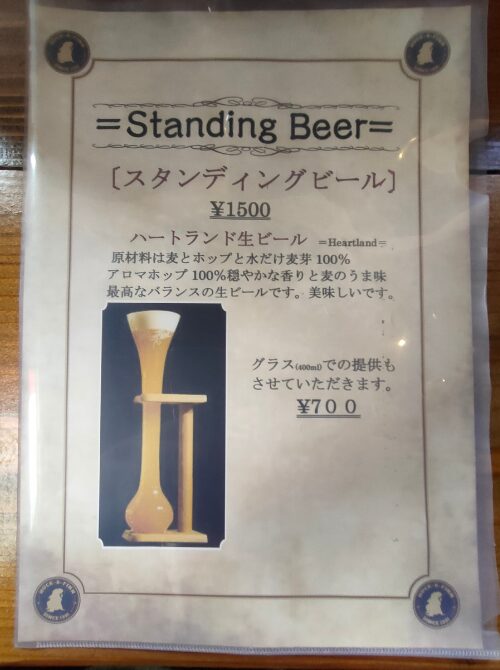 =Standing Beer=
〔スタンディングビール〕
¥1500
ハートランド生ビール =Heartland=
原材料は麦とホップと水だけ麦芽100%
アロマホップ100%穏やかな香りと麦のうま味
最高なバランスの生ビールです。美味しいです。
グラス(400ml)での提供も
させていただきます。
¥700